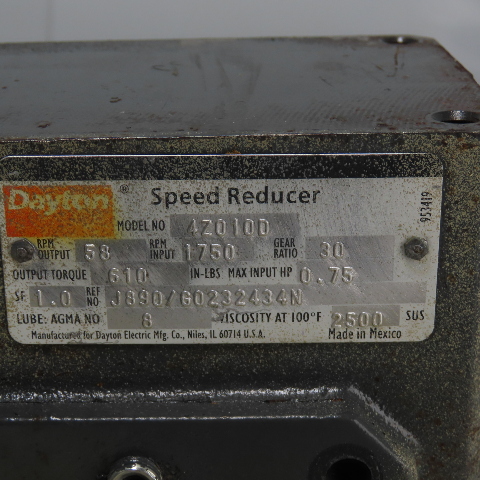 Dayton® Speed Reducer
MODEL NO 4Z010D
RPM OUTPUT 58 RPM INPUT 1750 GEAR RATIO 30
OUTPUT TORQUE 610 IN-LBS MAX INPUT HP 0.75
SF 1.0 REF NO J890/G0232434N
LUBE: AGMA NO 8 VISCOSITY AT 100°F 2500 SUS
Manufactured for Dayton Electric Mfg. Co., Niles, IL 60714 U.S.A. Made in Mexico
953419